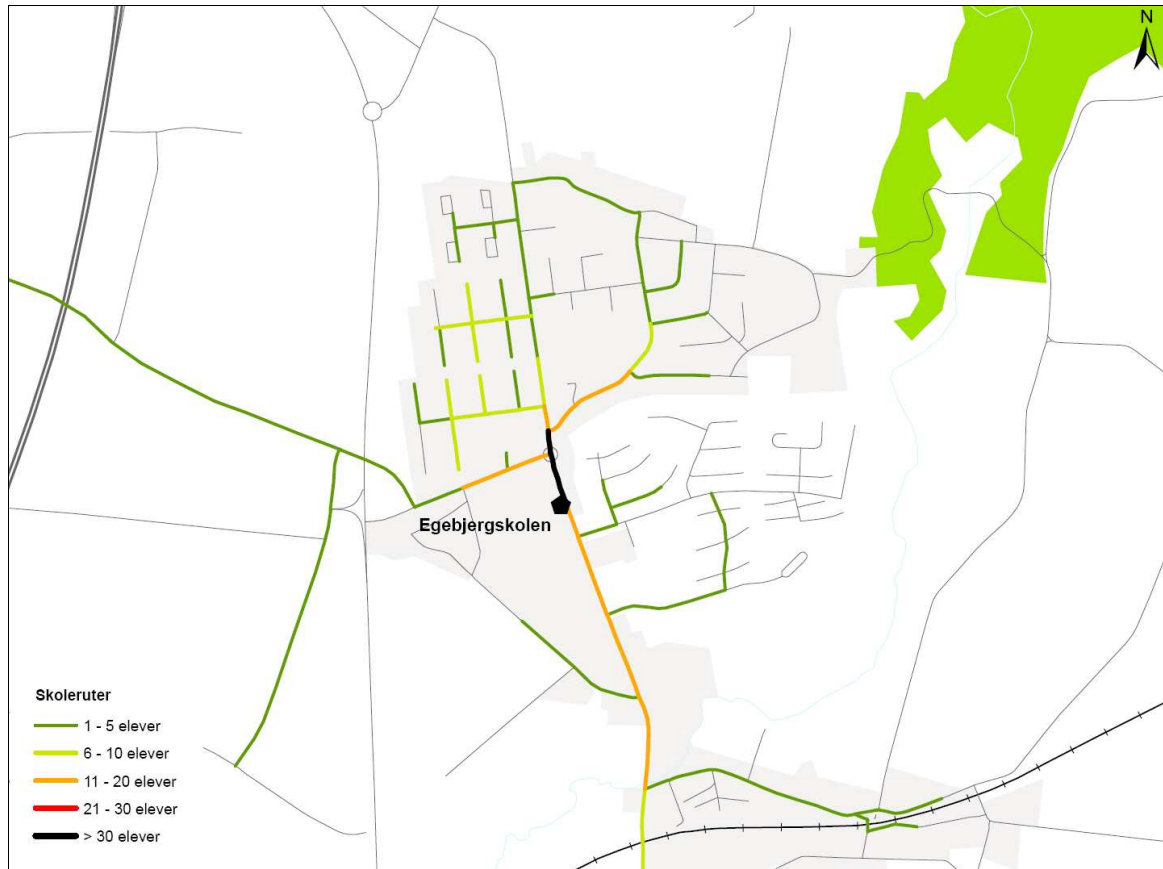 N
Egebjergskolen
Skoleruter
1 - 5 elever
6 - 10 elever
11 - 20 elever
21 - 30 elever
> 30 elever